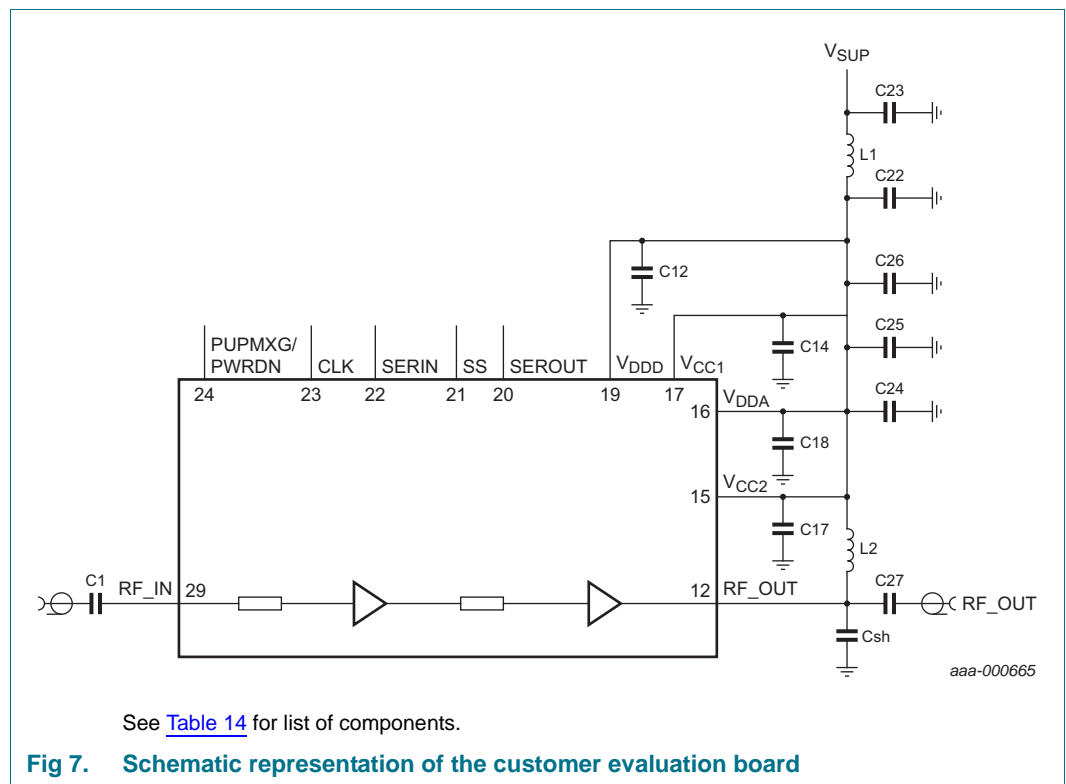 VSUP
C23
L1
C22
C12
C26
C25
C14
C24
PUPMXG/
PWRDN
CLK
SERIN
SS
SEROUT
VDDD
VCC1
24
23
22
21
20
19
17
16
VDDA
C18
15
VCC2
C17
L2
C1
RF_IN
29
12
RF_OUT
C27
RF_OUT
Csh
aaa-000665
See Table 14 for list of components.
Fig 7. Schematic representation of the customer evaluation board